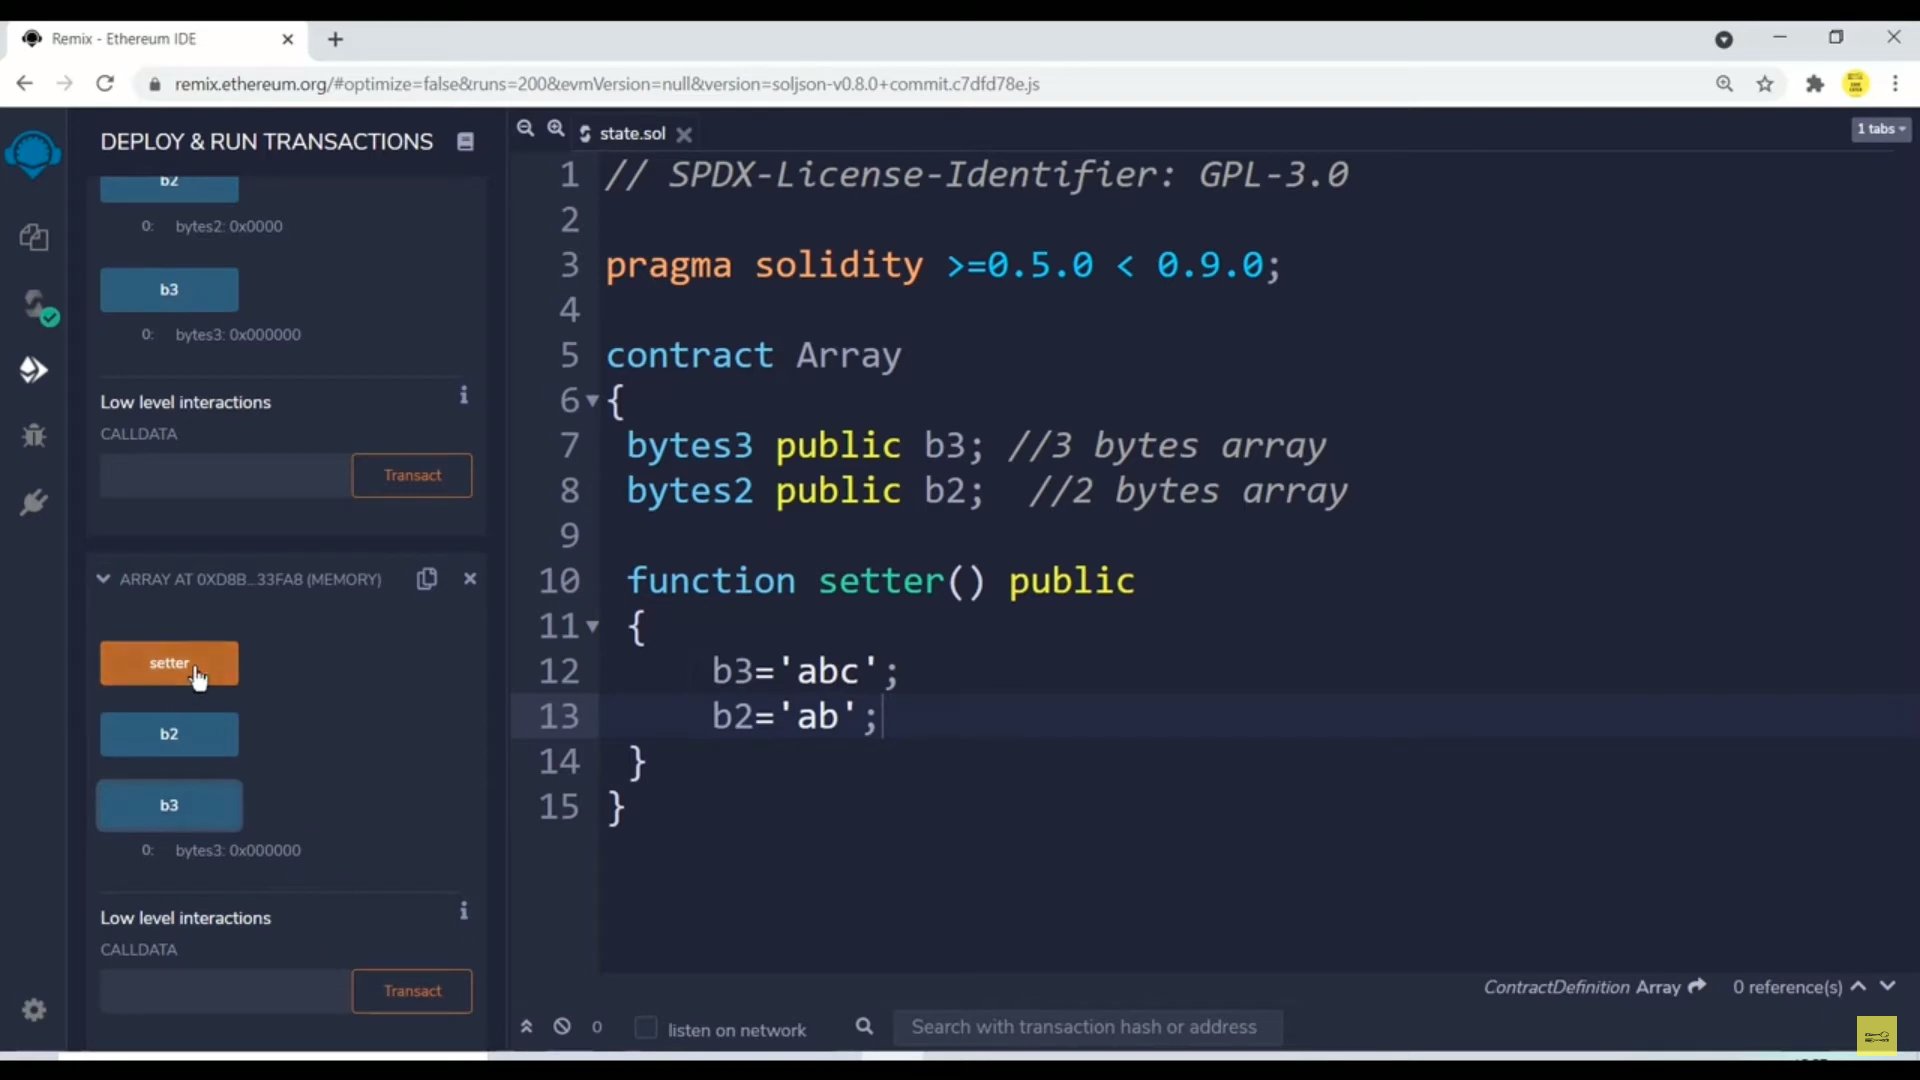 Remix - Ethereum IDE
remix.ethereum.org/#optimize=false&runs=200&evmVersion=null&version=soljson-v0.8.0+commit.c7dfd78e.js
DEPLOY & RUN TRANSACTIONS
b2
0: bytes2: 0x0000
b3
0: bytes3: 0x000000
Low level interactions
i
CALLDATA
Transact
ARRAY AT 0XD8B...33FA8 (MEMORY)
setter
b2
b3
0: bytes3: 0x000000
Low level interactions
i
CALLDATA
Transact
state.sol
1 tabs
1 // SPDX-License-Identifier: GPL-3.0
2
3 pragma solidity >=0.5.0 < 0.9.0;
4
5 contract Array
6 {
7 bytes3 public b3; //3 bytes array
8 bytes2 public b2; //2 bytes array
9
10 function setter() public
11 {
12 b3='abc';
13 b2='ab';
14 }
15 }
ContractDefinition Array 0 reference(s)
0 listen on network Search with transaction hash or address